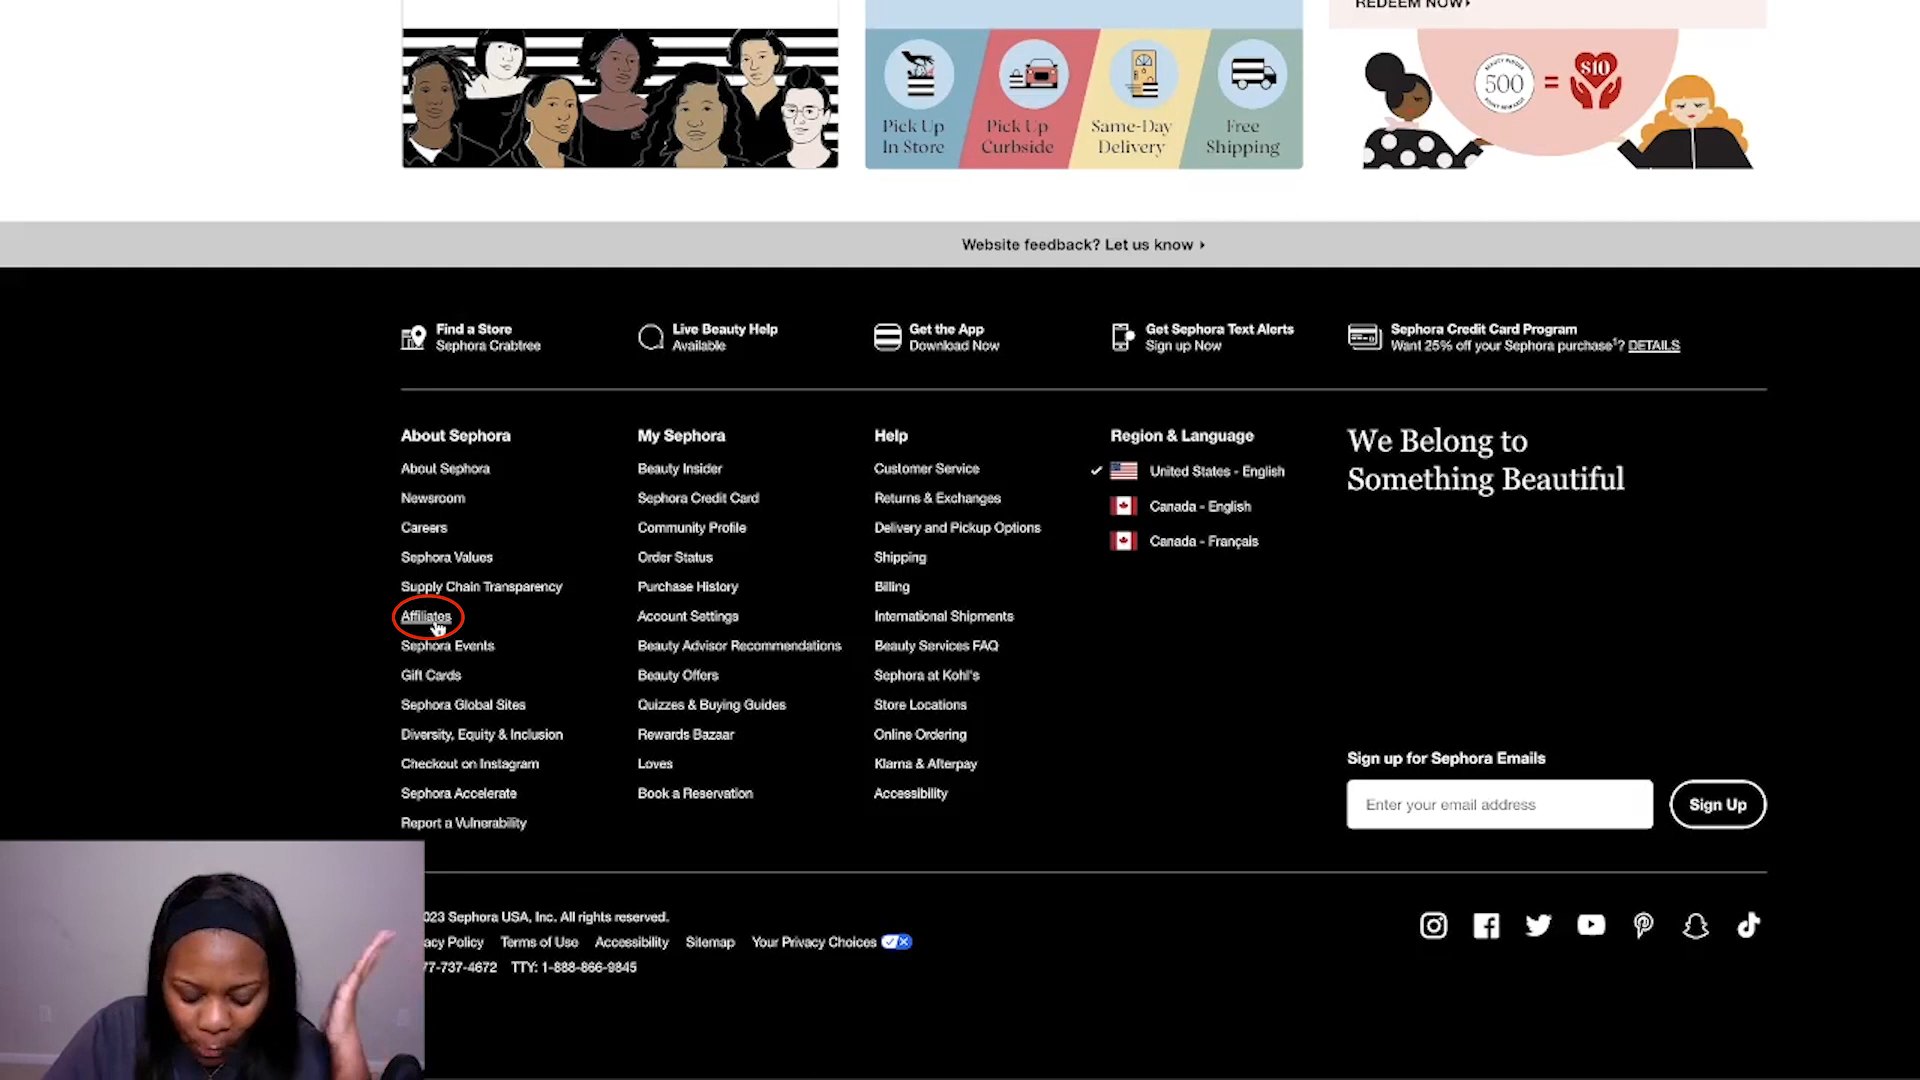 REDEEM NOW▸
Pick Up
In Store
Pick Up
Curbside
Same-Day
Delivery
Free
Shipping
500
=
$10
Website feedback? Let us know ▸
Find a Store
Sephora Crabtree
Live Beauty Help
Available
Get the App
Download Now
Get Sephora Text Alerts
Sign up Now
Sephora Credit Card Program
Want 25% off your Sephora purchase¹? DETAILS
About Sephora
About Sephora
Newsroom
Careers
Sephora Values
Supply Chain Transparency
Affiliates
Sephora Events
Gift Cards
Sephora Global Sites
Diversity, Equity & Inclusion
Checkout on Instagram
Sephora Accelerate
Report a Vulnerability
My Sephora
Beauty Insider
Sephora Credit Card
Community Profile
Order Status
Purchase History
Account Settings
Beauty Advisor Recommendations
Beauty Offers
Quizzes & Buying Guides
Rewards Bazaar
Loves
Book a Reservation
Help
Customer Service
Returns & Exchanges
Delivery and Pickup Options
Shipping
Billing
International Shipments
Beauty Services FAQ
Sephora at Kohl's
Store Locations
Online Ordering
Klarna & Afterpay
Accessibility
Region & Language
United States - English
Canada - English
Canada - Français
We Belong to
Something Beautiful
Sign up for Sephora Emails
Enter your email address
Sign Up
023 Sephora USA, Inc. All rights reserved.
acy Policy Terms of Use Accessibility Sitemap Your Privacy Choices
77-737-4672 TTY: 1-888-866-9845